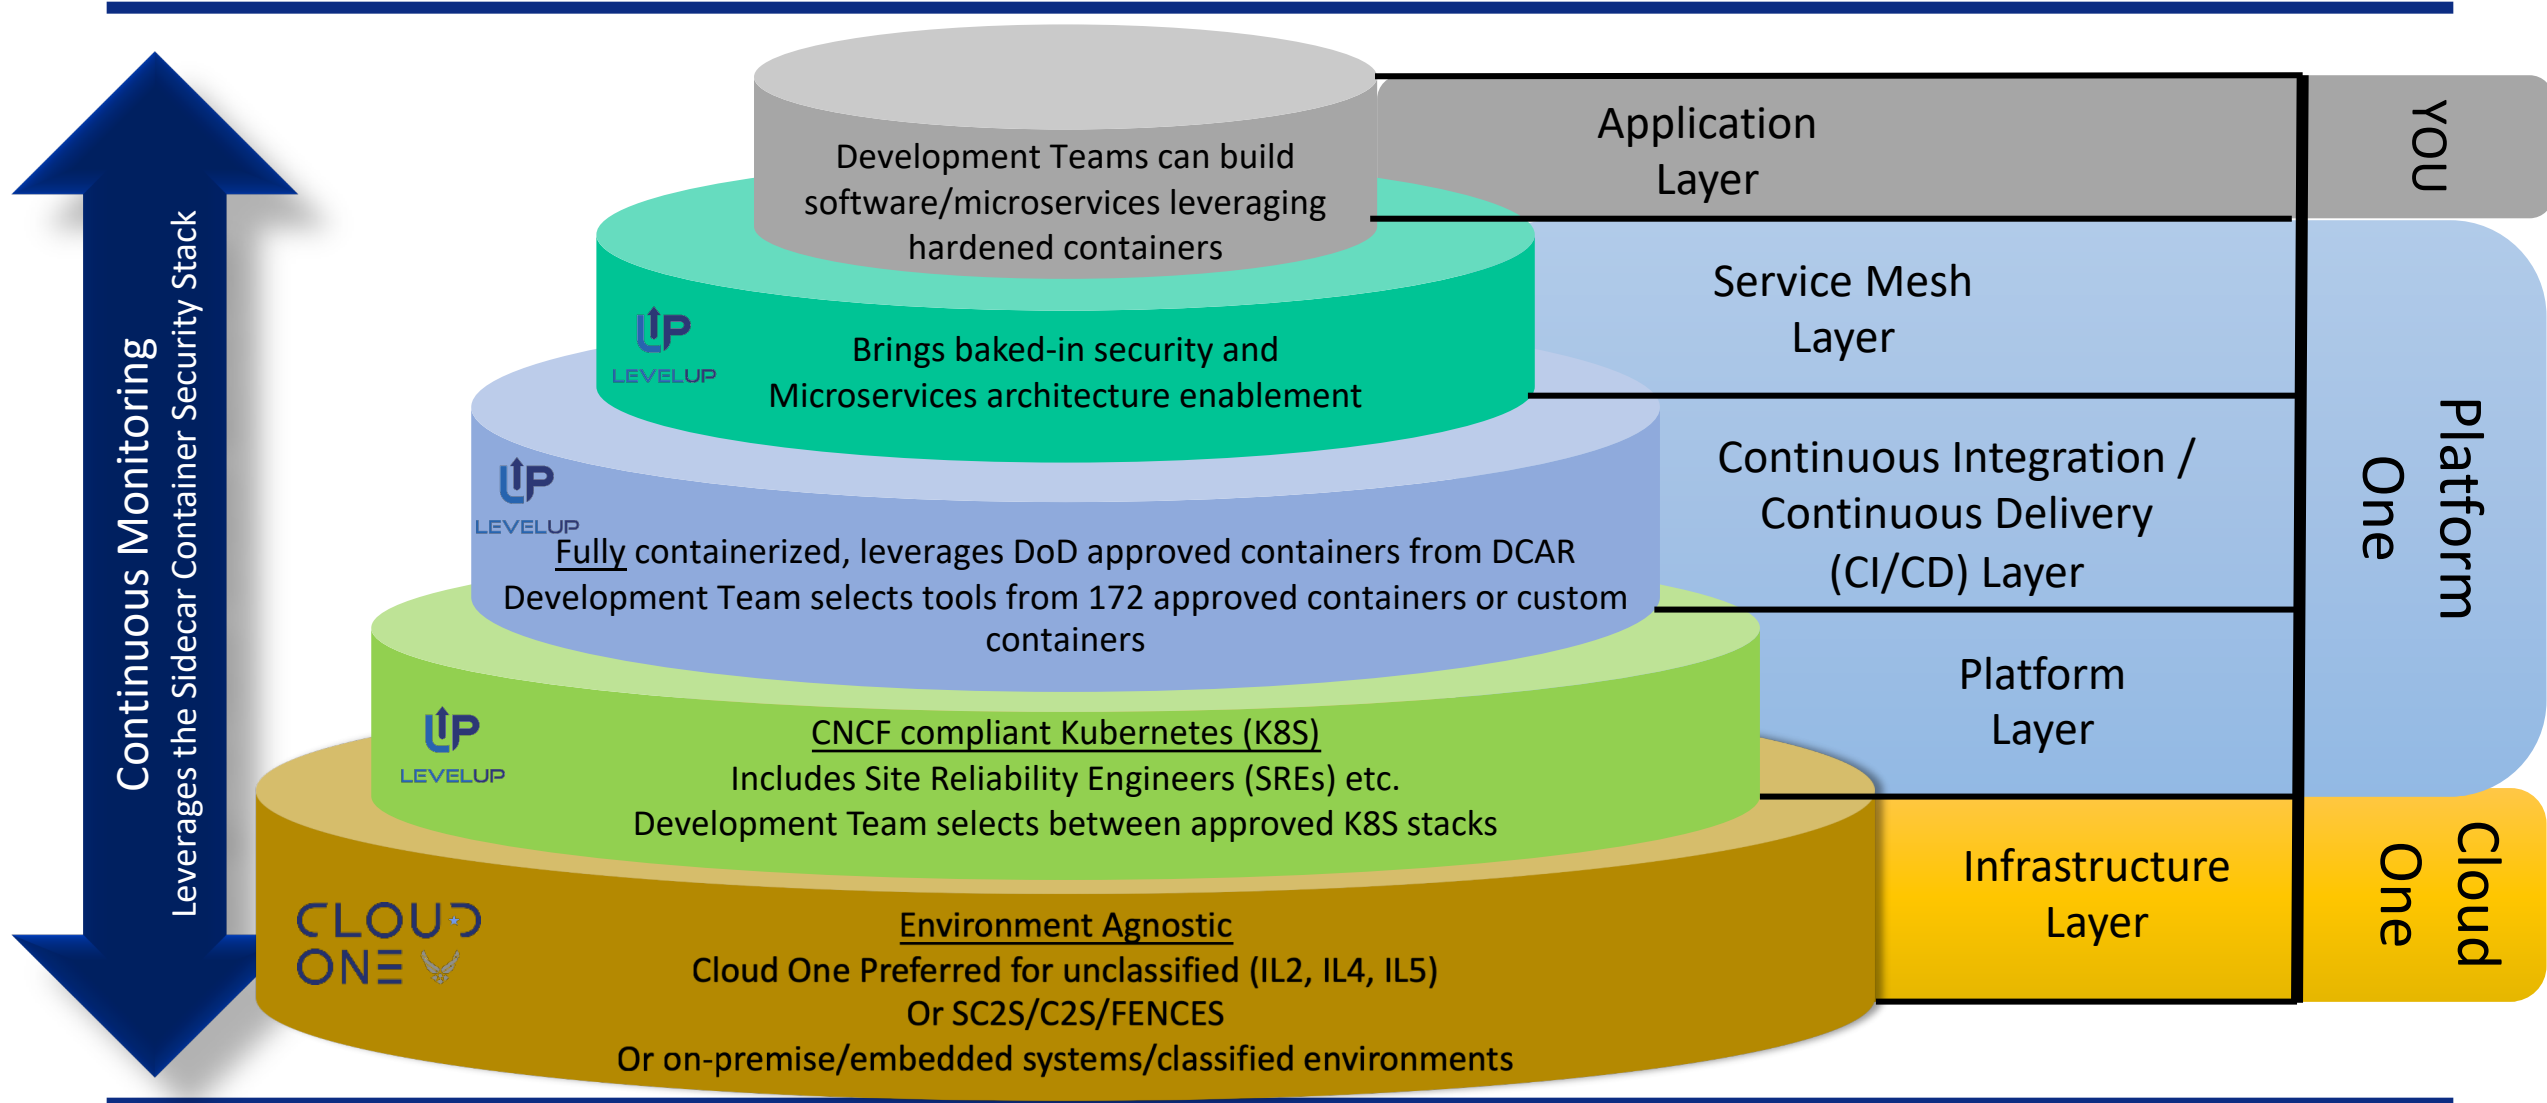 Continuous Monitoring
Leverages the Sidecar Container Security Stack
Development Teams can build
software/microservices leveraging
hardened containers
Application
Layer
YOU
UP
LEVELUP
Brings baked-in security and
Microservices architecture enablement
Service Mesh
Layer
UP
LEVELUP
Fully containerized, leverages DoD approved containers from DCAR
Development Team selects tools from 172 approved containers or custom
containers
Continuous Integration /
Continuous Delivery
(CI/CD) Layer
Platform
One
UP
LEVELUP
CNCF compliant Kubernetes (K8S)
Includes Site Reliability Engineers (SREs) etc.
Development Team selects between approved K8S stacks
Platform
Layer
CLOUD
ONE
Environment Agnostic
Cloud One Preferred for unclassified (IL2, IL4, IL5)
Or SC2S/C2S/FENCES
Or on-premise/embedded systems/classified environments
Infrastructure
Layer
Cloud
One